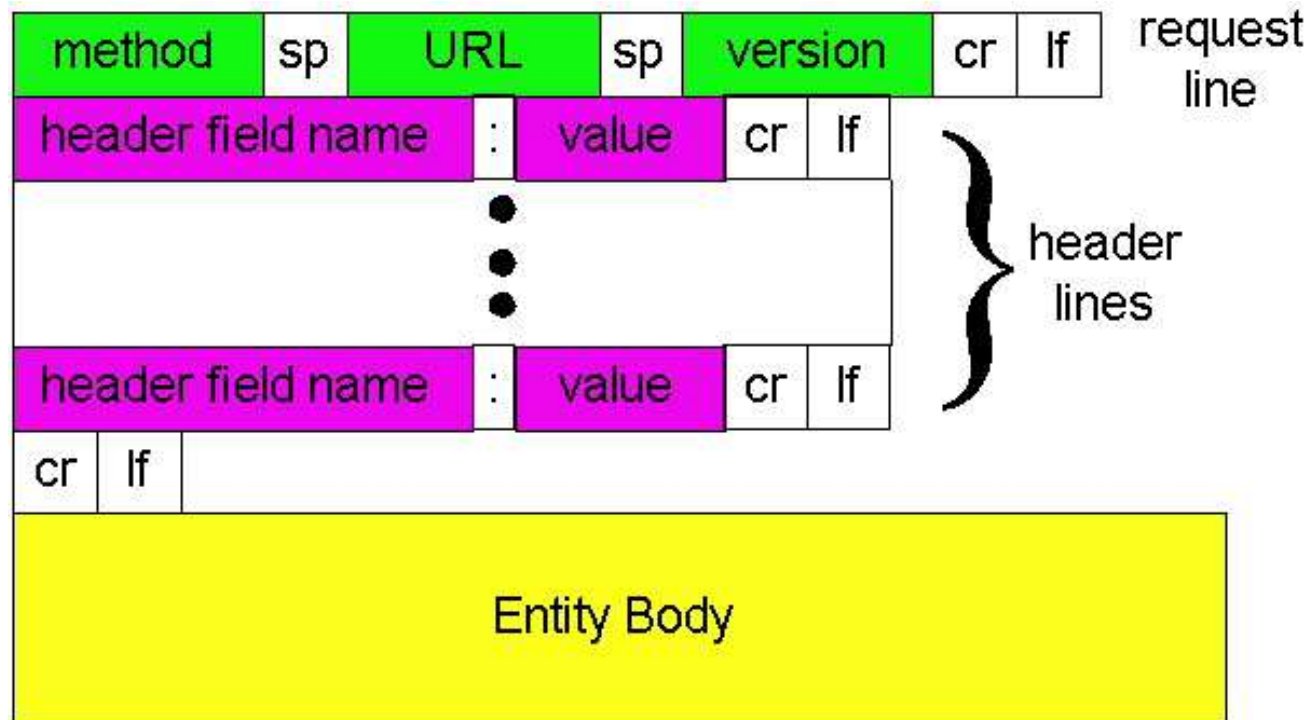 method sp URL sp version cr lf request line
header field name : value cr lf
header lines
header field name : value cr lf
cr lf
Entity Body